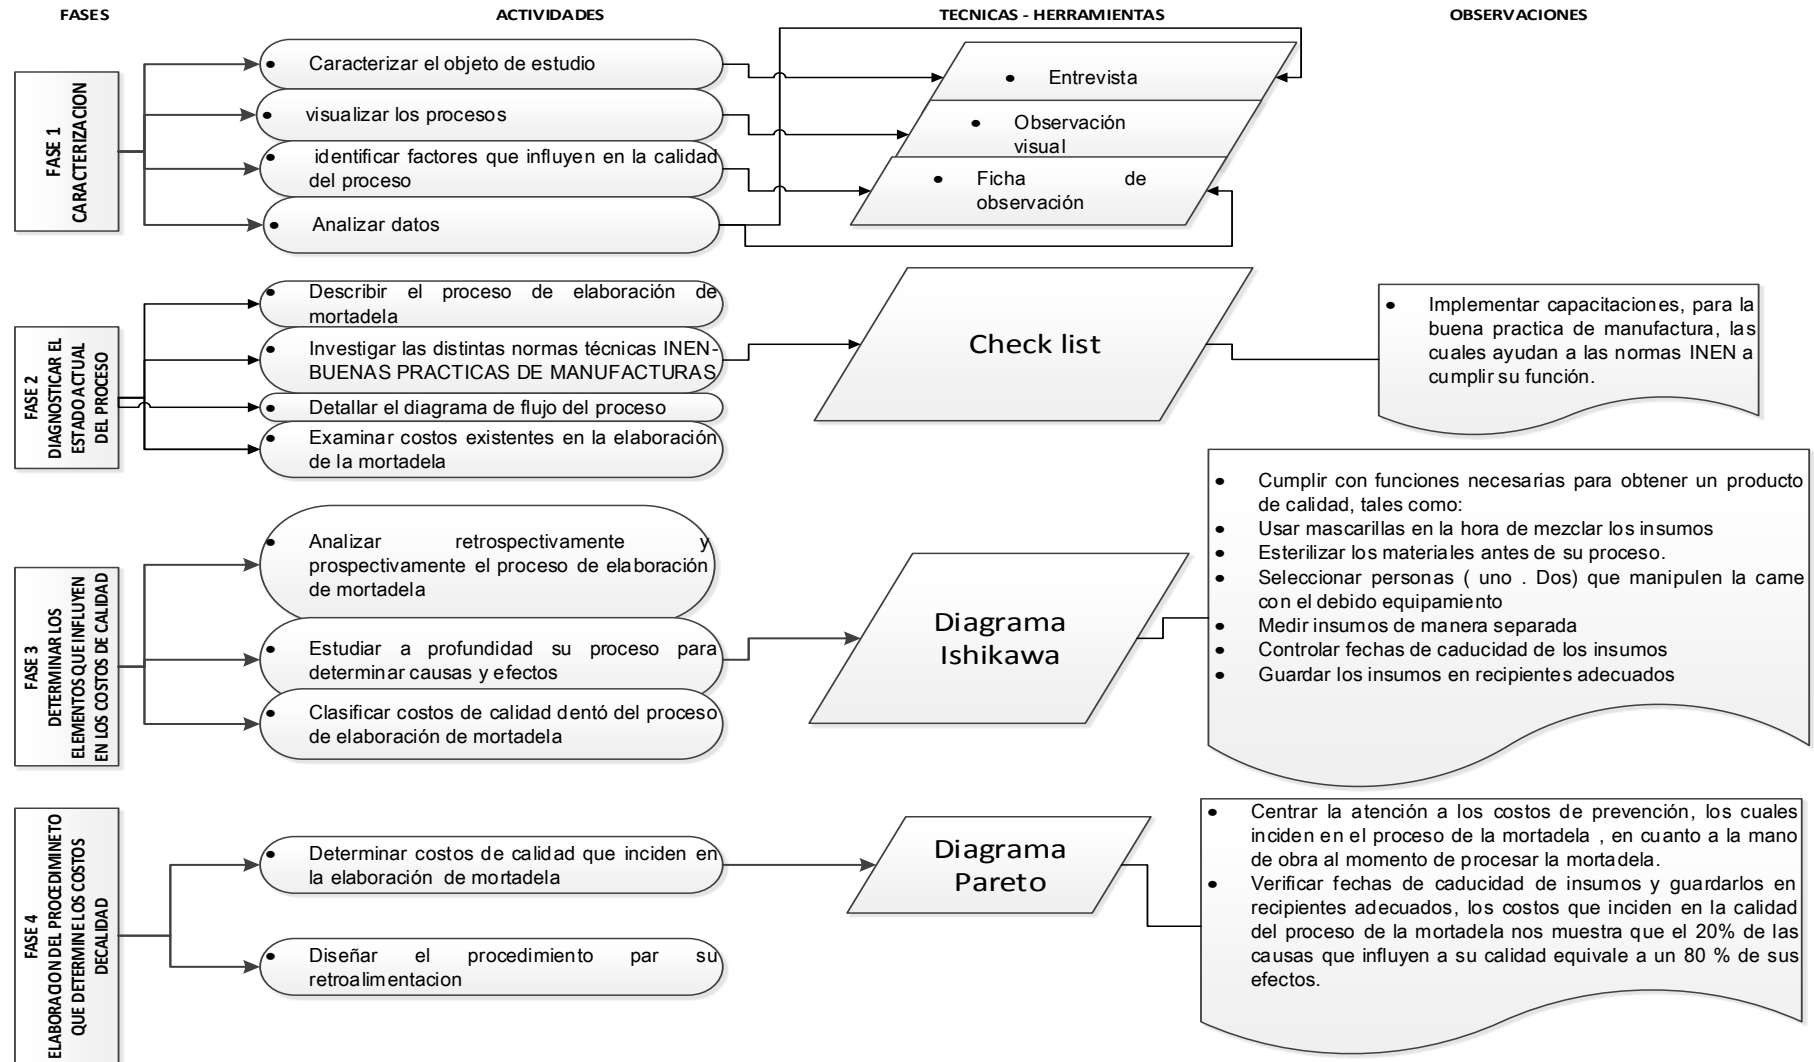 FASES
ACTIVIDADES
TECNICAS - HERRAMIENTAS
OBSERVACIONES
FASE 1
CARACTERIZACION
• Caracterizar el objeto de estudio
• visualizar los procesos
• identificar factores que influyen en la calidad
del proceso
• Analizar datos
• Entrevista
• Observación
visual
• Ficha de
observación
FASE 2
DIAGNOSTICAR EL
ESTADO ACTUAL
DEL PROCESO
• Describir el proceso de elaboración de
mortadela
• Investigar las distintas normas técnicas INEN-
BUENAS PRACTICAS DE MANUFACTURAS
• Detallar el diagrama de flujo del proceso
• Examinar costos existentes en la elaboración
de la mortadela
Check list
• Implementar capacitaciones, para la
buena practica de manufactura, las
cuales ayudan a las normas INEN a
cumplir su función.
FASE 3
DETERMINAR LOS
ELEMENTOS QUE INFLUYEN
EN LOS COSTOS DE CALIDAD
• Analizar retrospectivamente y
prospectivamente el proceso de elaboración
de mortadela
• Estudiar a profundidad su proceso para
determinar causas y efectos
• Clasificar costos de calidad dentó del proceso
de elaboración de mortadela
Diagrama
Ishikawa
• Cumplir con funciones necesarias para obtener un producto
de calidad, tales como:
• Usar mascarillas en la hora de mezclar los insumos
• Esterilizar los materiales antes de su proceso.
• Seleccionar personas ( uno . Dos) que manipulen la carne
con el debido equipamiento
• Medir insumos de manera separada
• Controlar fechas de caducidad de los insumos
• Guardar los insumos en recipientes adecuados
FASE 4
ELABORACION DEL PROCEDIMINETO
QUE DETERMINE LOS COSTOS
DECALIDAD
• Determinar costos de calidad que inciden en
la elaboración de mortadela
• Diseñar el procedimiento par su
retroalimentacion
Diagrama
Pareto
• Centrar la atención a los costos de prevención, los cuales
inciden en el proceso de la mortadela , en cuanto a la mano
de obra al momento de procesar la mortadela.
• Verificar fechas de caducidad de insumos y guardarlos en
recipientes adecuados, los costos que inciden en la calidad
del proceso de la mortadela nos muestra que el 20% de las
causas que influyen a su calidad equivale a un 80 % de sus
efectos.